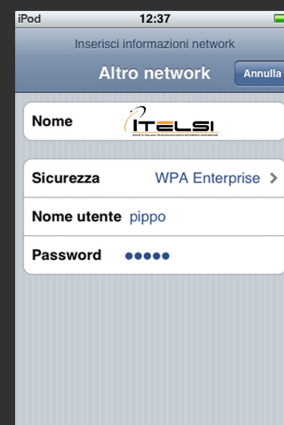 iPod 12:37
Inserisci informazioni network
Altro network Annulla
Nome ITELSI
Sicurezza WPA Enterprise
Nome utente pippo
Password •••••